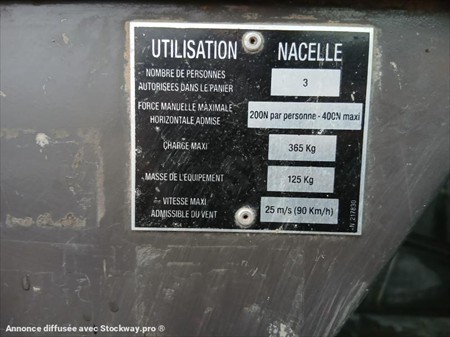 UTILISATION NACELLE
NOMBRE DE PERSONNES
AUTORISÉES DANS LE PANIER
3
FORCE MANUELLE MAXIMALE
HORIZONTALE ADMISE
200N par personne - 400N maxi
CHARGE MAXI
365 Kg
MASSE DE L'EQUIPEMENT
125 Kg
VITESSE MAXI
ADMISSIBLE DU VENT
25 m/s (90 Km/h)
Annonce diffusée avec Stockway.pro ®